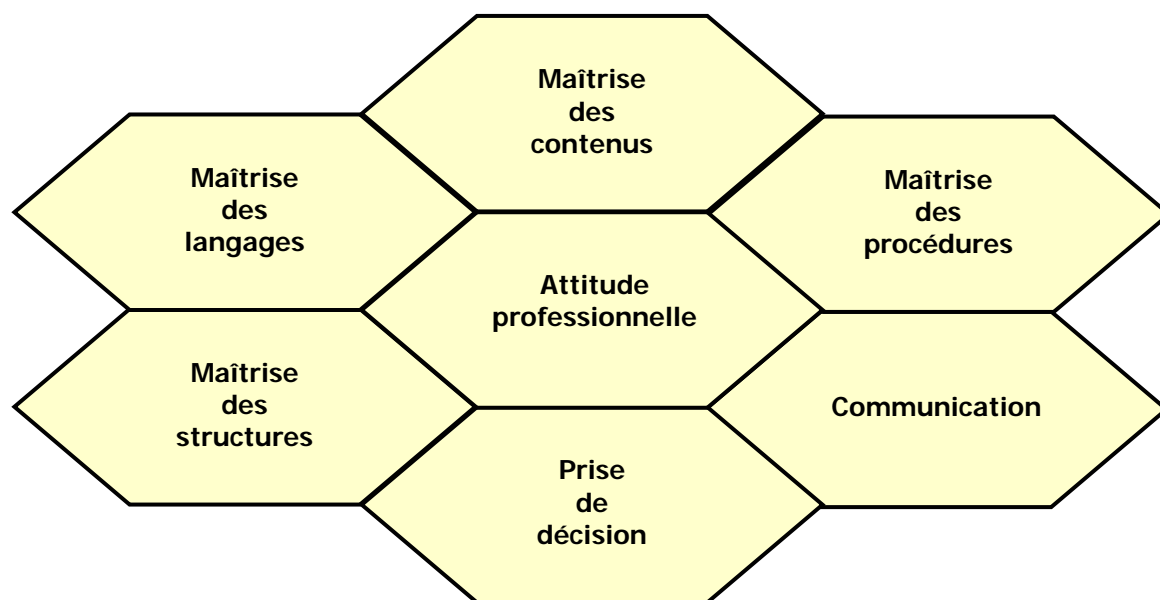 Maîtrise
des
contenus
Maîtrise
des
langages
Maîtrise
des
procédures
Attitude
professionnelle
Maîtrise
des
structures
Communication
Prise
de
décision